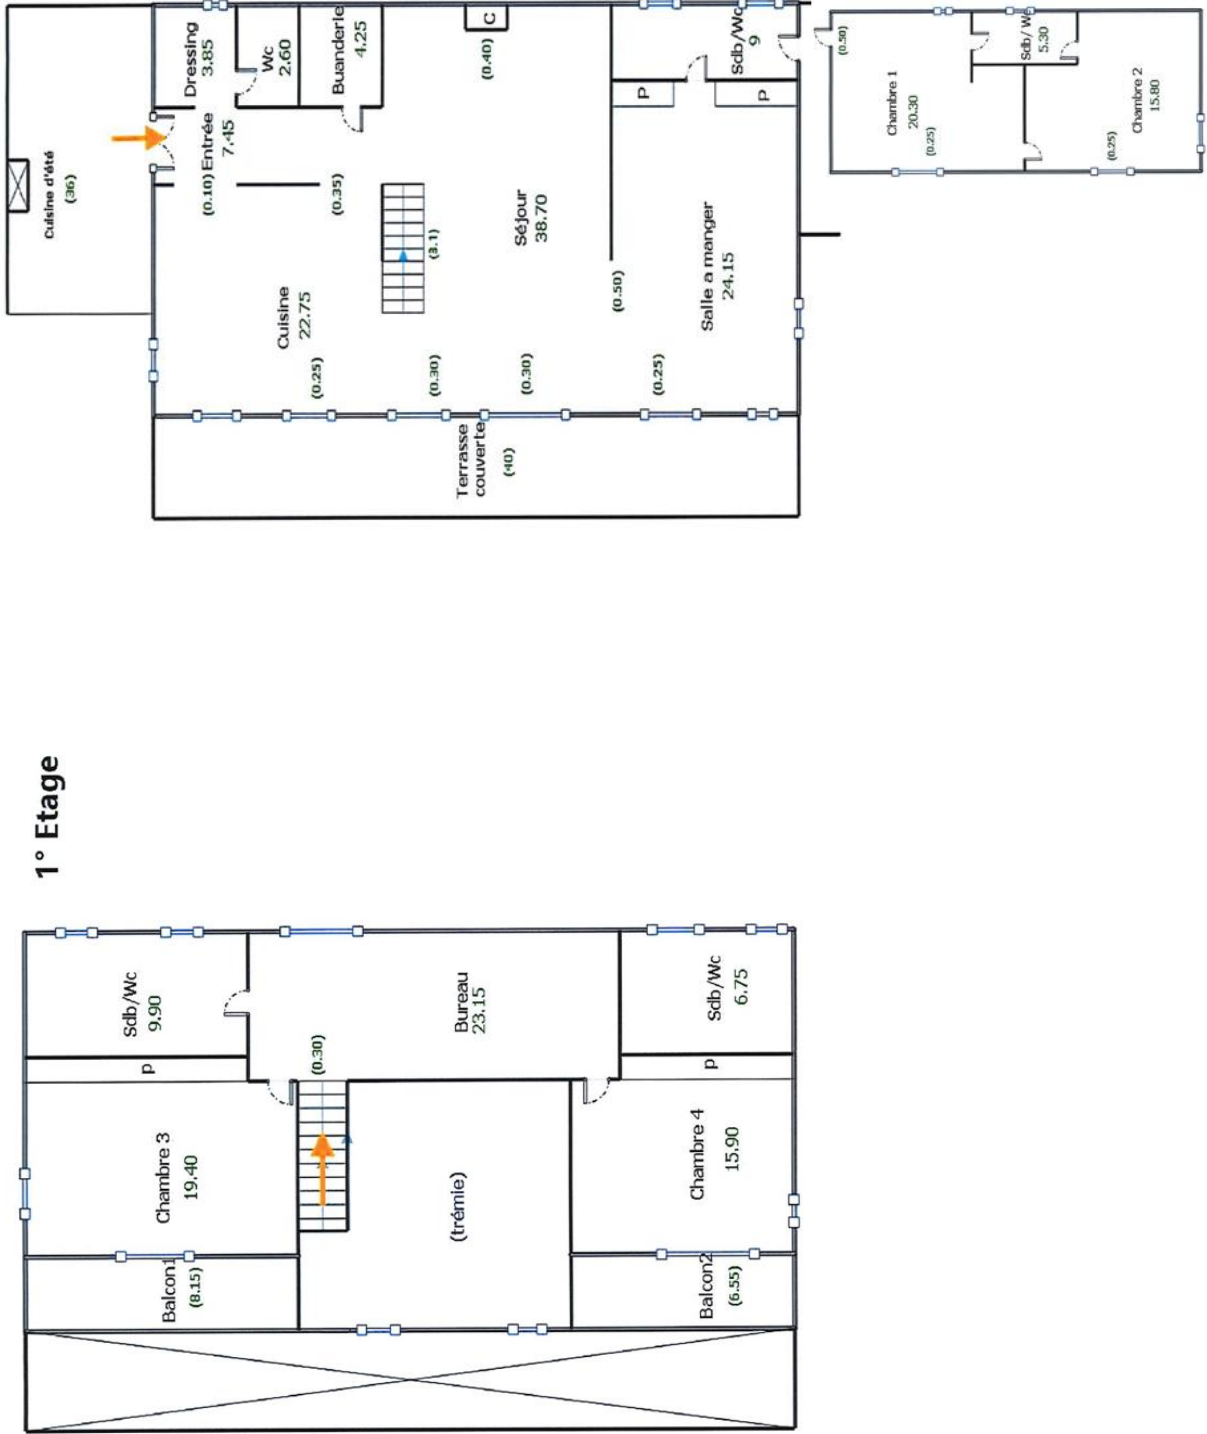 Cuisine d'été
(36)
Dressing
3.85
Wc
2.60
Buanderie
4.25
Entrée
7.45
(0.10)
(0.35)
C
(0.40)
Séjour
38.70
(3.1)
Cuisine
22.75
(0.25)
(0.30)
(0.30)
(0.25)
(0.50)
Salle a manger
24.15
P
P
Sdb/Wc
9
Terrasse
couverte
(40)
(0.50)
Chambre 1
20.30
(0.25)
Sdb/ Wc
5.30
Chambre 2
15.80
(0.25)
1° Etage
Sdb/Wc
9.90
p
Chambre 3
19.40
Balcon1
(8.15)
(0.30)
Bureau
23.15
(trémie)
Sdb/Wc
6.75
p
Chambre 4
15.90
Balcon2
(6.55)